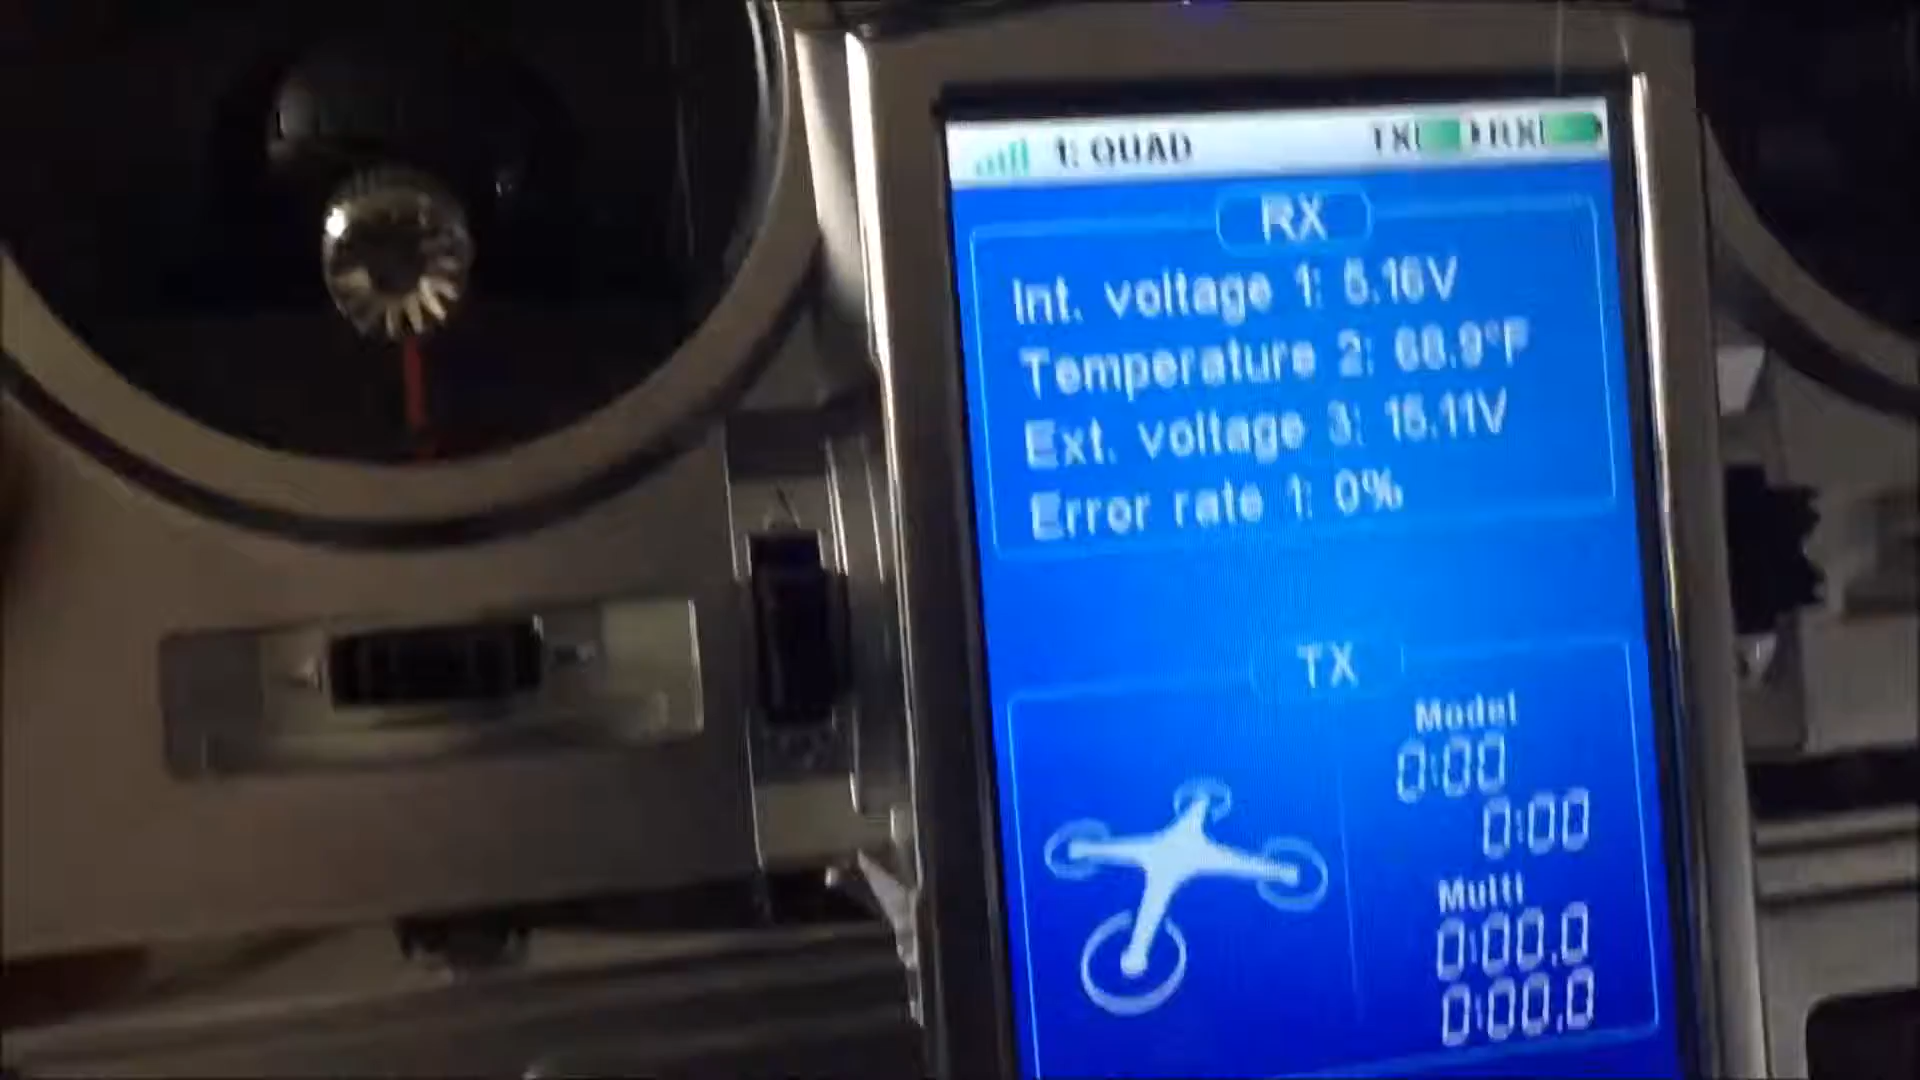 1: QUAD TX RX
RX
Int. voltage 1: 5.16V
Temperature 2: 68.9°F
Ext. voltage 3: 15.11V
Error rate 1: 0%
TX
Model
0:00
0:00
Multi
0:00.0
0:00.0